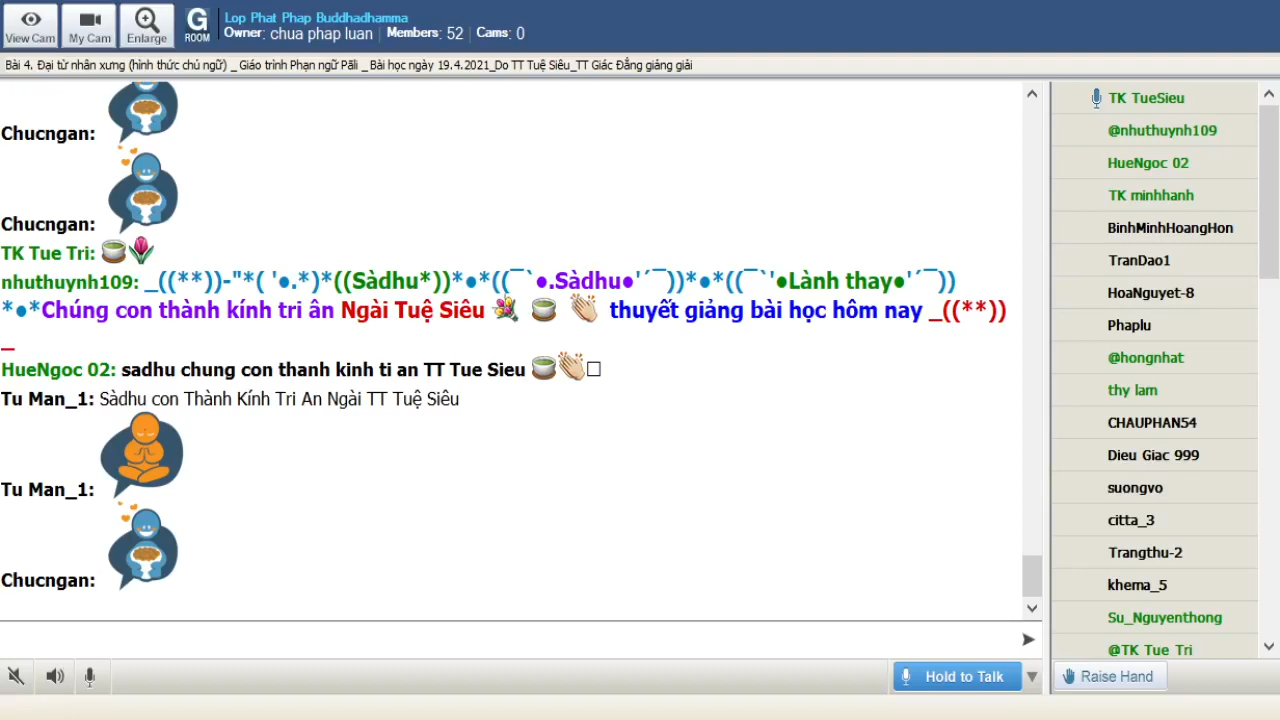 View Cam
My Cam
Enlarge
G
ROOM
Lop Phat Phap Buddhadhamma
Owner: chua phap luan | Members: 52 | Cams: 0
Bài 4. Đại từ nhân xưng (hình thức chủ ngữ) _ Giáo trình Phạn ngữ Pāli _ Bài học ngày 19.4.2021_Do TT Tuệ Siêu_TT Giác Đẳng giảng giải
Chucngan:
Chucngan:
TK Tue Tri:
nhuthuynh109: _((**))-"*( '●.*)*((Sàdhu*))*●*((¯`●.Sàdhu●'´¯))*●*((¯`'●Lành thay●'´¯))
*●*Chúng con thành kính tri ân Ngài Tuệ Siêu thuyết giảng bài học hôm nay _((**))
_
HueNgoc 02: sadhu chung con thanh kinh ti an TT Tue Sieu
Tu Man_1: Sàdhu con Thành Kính Tri An Ngài TT Tuệ Siêu
Tu Man_1:
Chucngan:
Hold to Talk
TK TueSieu
@nhuthuynh109
HueNgoc 02
TK minhhanh
BinhMinhHoangHon
TranDao1
HoaNguyet-8
Phaplu
@hongnhat
thy lam
CHAUPHAN54
Dieu Giac 999
suongvo
citta_3
Trangthu-2
khema_5
Su_Nguyenthong
@TK Tue Tri
Raise Hand